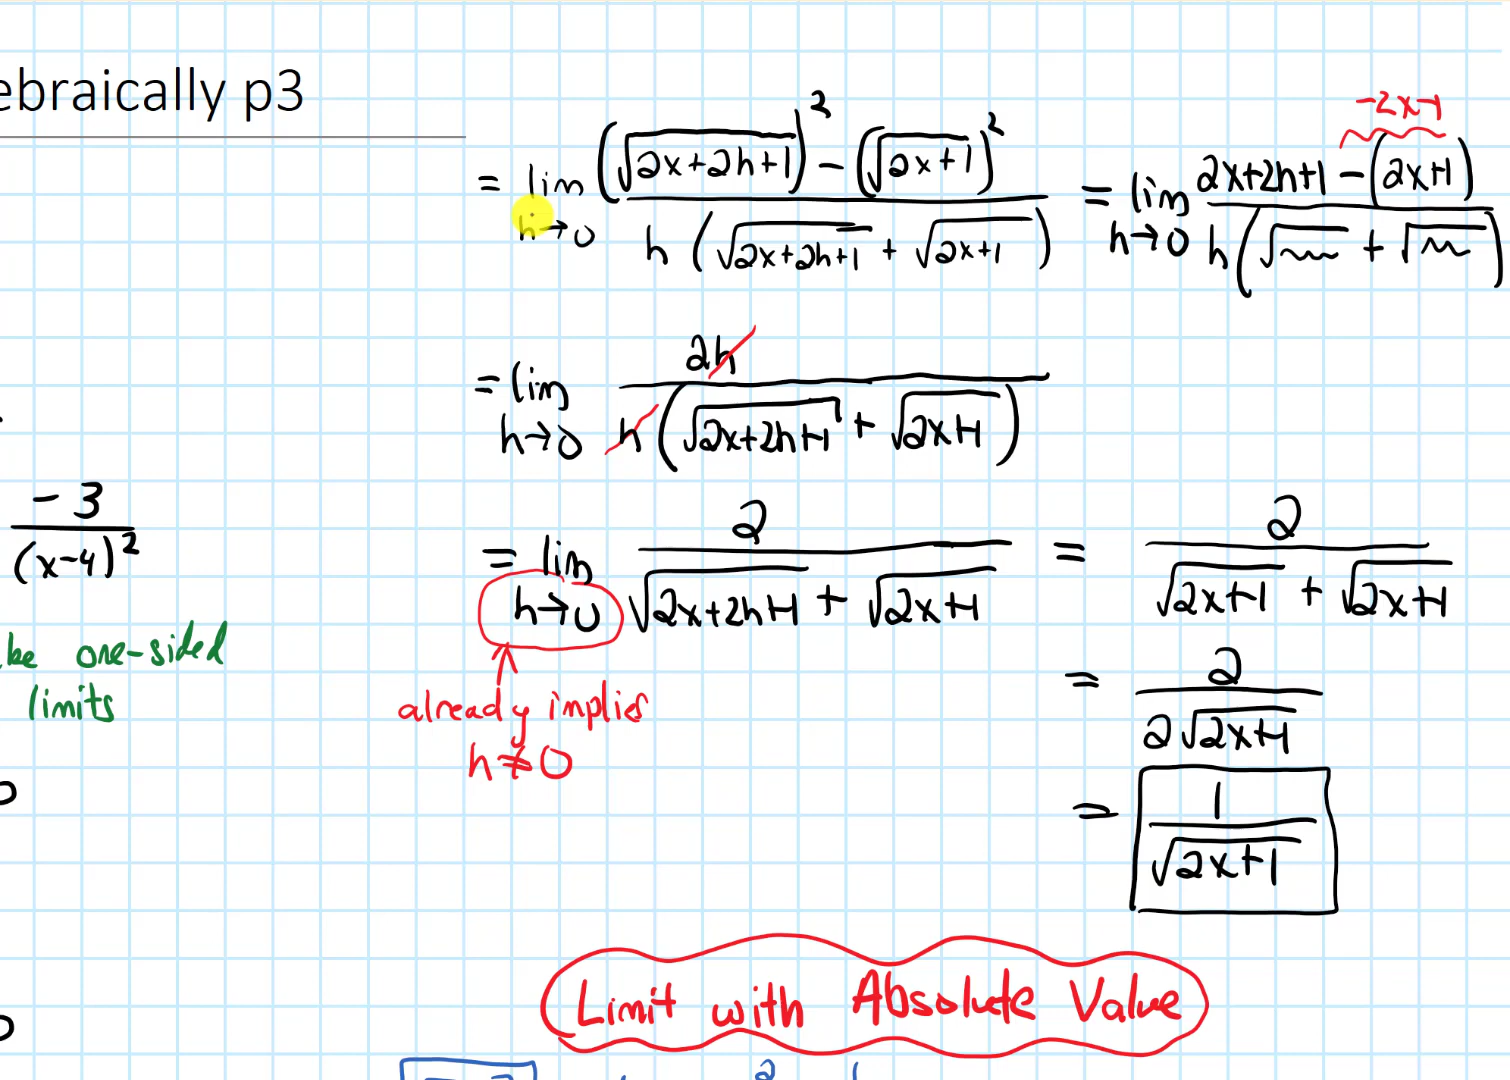 ebraically p3
= lim h→0 ((√(2x+2h+1))² − (√(2x+1))²) / (h(√(2x+2h+1) + √(2x+1))) = lim h→0 (2x+2h+1 − (2x+1)) / (h(√ + √))
−2x−1
= lim h→0 2h / (h(√(2x+2h+1) + √(2x+1)))
−3 / (x−4)²
= lim h→0 2 / (√(2x+2h+1) + √(2x+1)) = 2 / (√(2x+1) + √(2x+1))
be one-sided
limits
already implies
h ≠ 0
= 2 / (2√(2x+1))
= 1 / √(2x+1)
Limit with Absolute Value